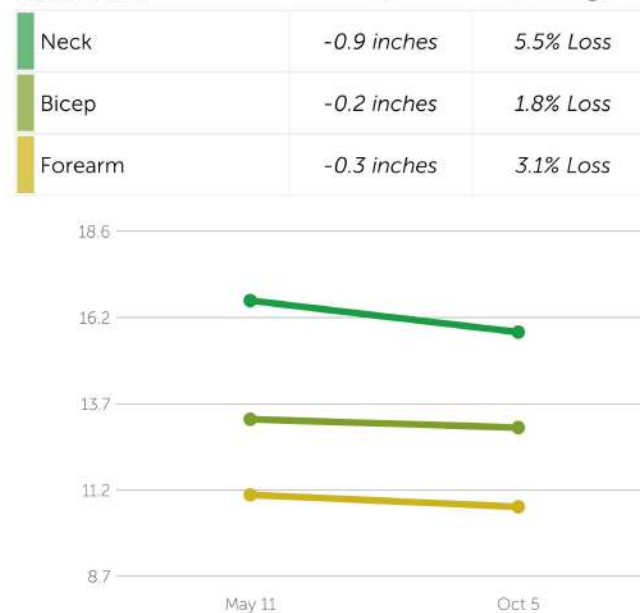 Neck -0.9 inches 5.5% Loss
Bicep -0.2 inches 1.8% Loss
Forearm -0.3 inches 3.1% Loss
18.6
16.2
13.7
11.2
8.7
May 11 Oct 5